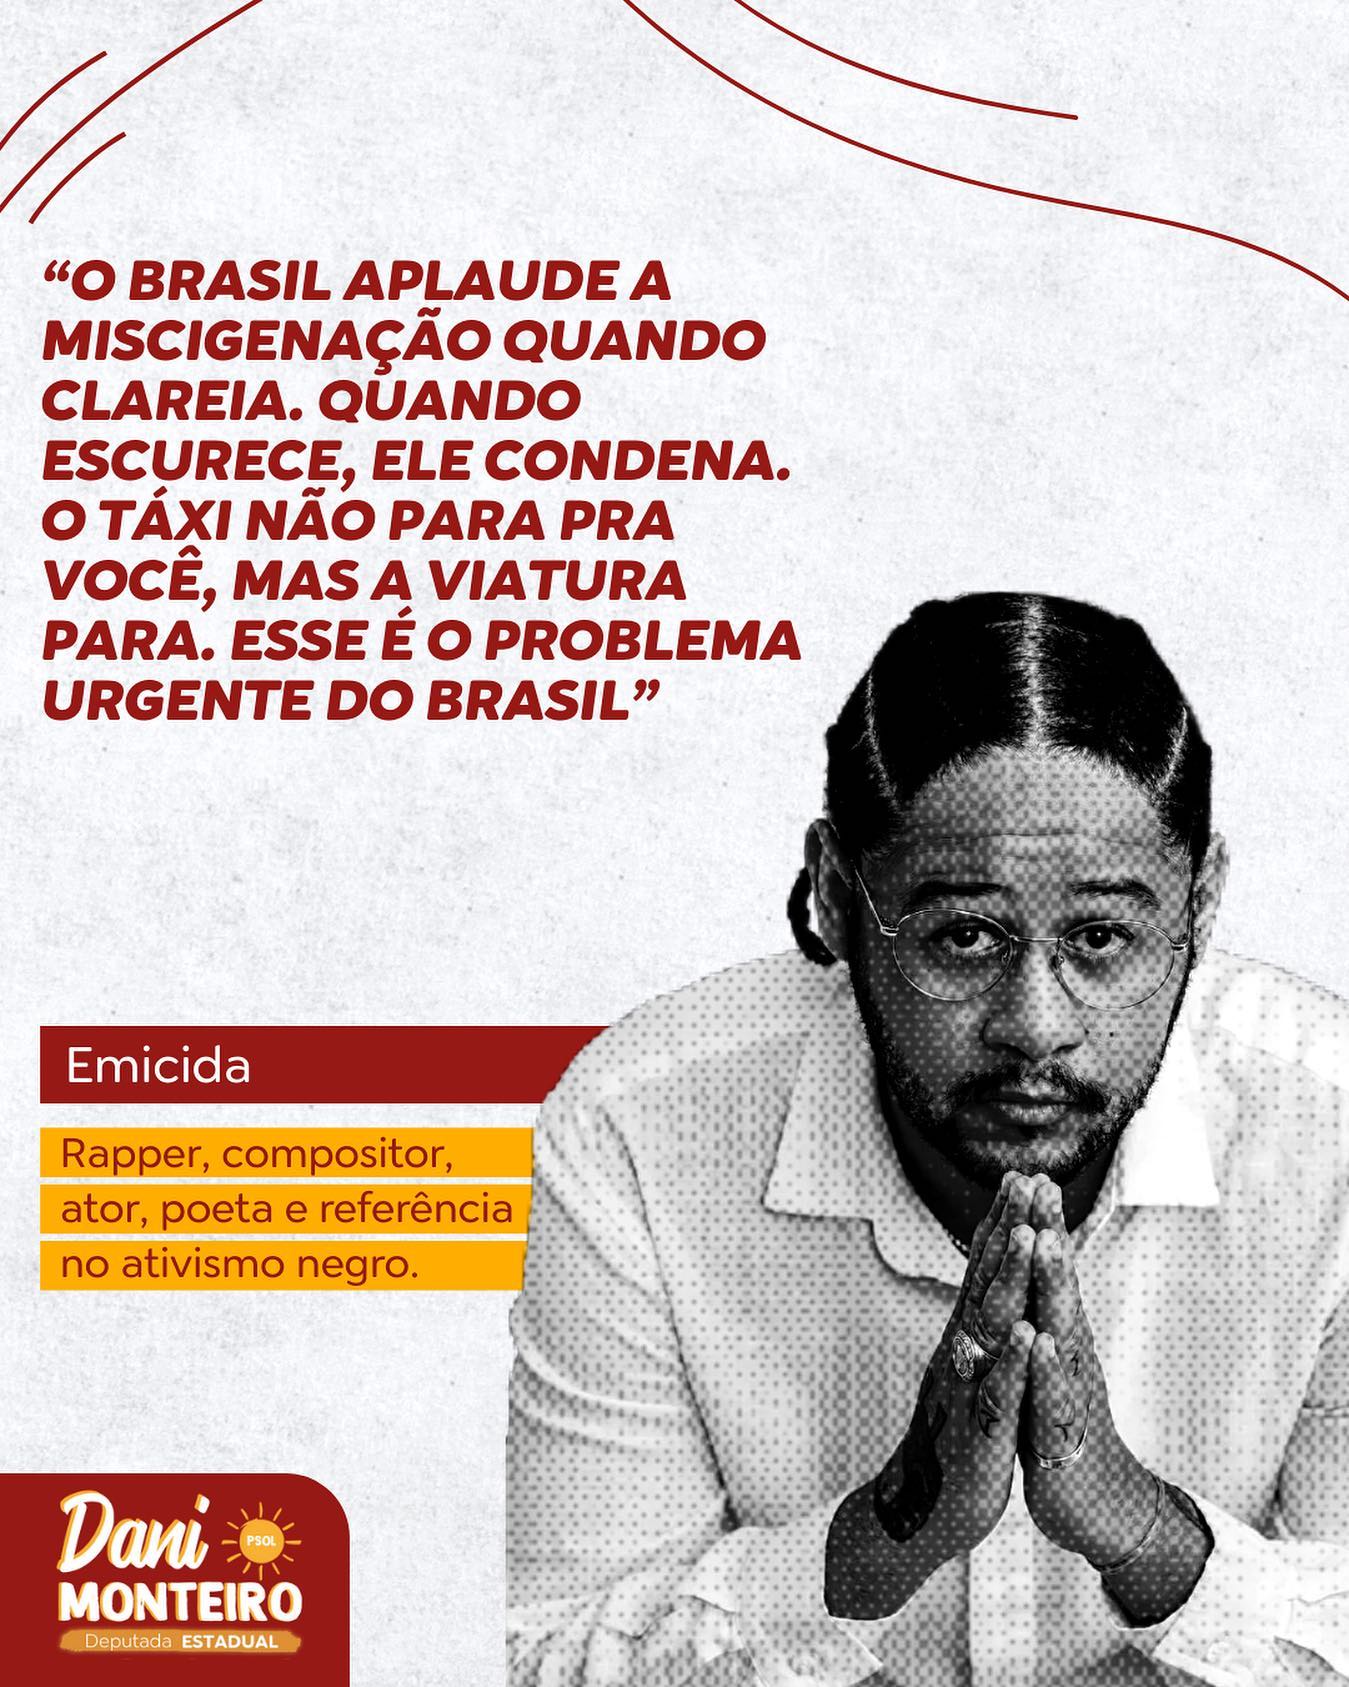 “O BRASIL APLAUDE A
MISCIGENAÇÃO QUANDO
CLAREIA. QUANDO
ESCURECE, ELE CONDENA.
O TÁXI NÃO PARA PRA
VOCÊ, MAS A VIATURA
PARA. ESSE É O PROBLEMA
URGENTE DO BRASIL”
Emicida
Rapper, compositor,
ator, poeta e referência
no ativismo negro.
Dani
PSOL
MONTEIRO
Deputada ESTADUAL